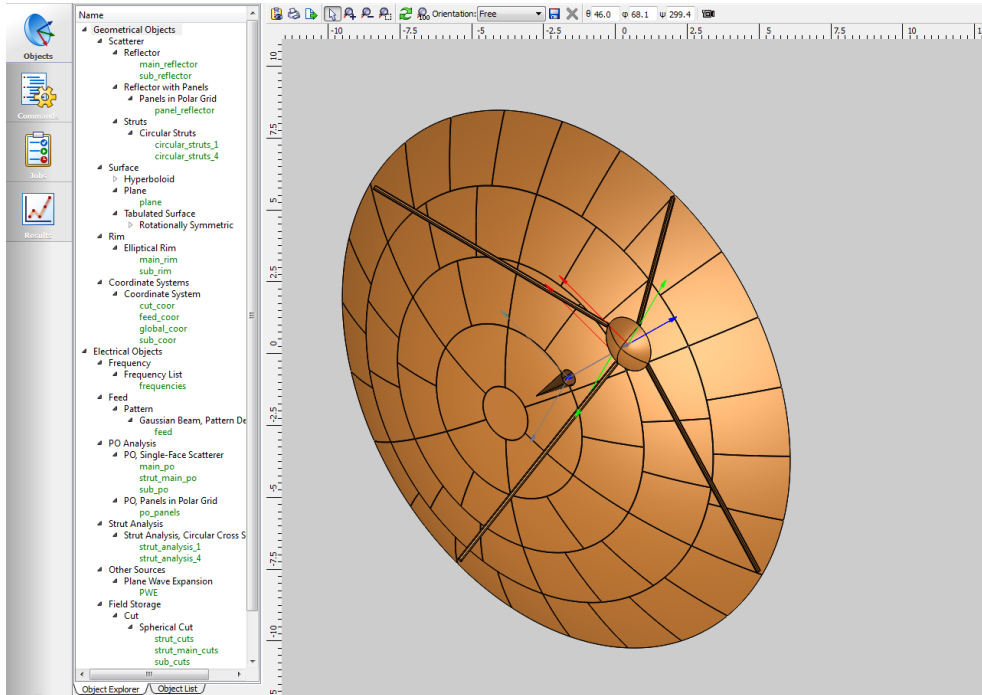 Objects
Commands
Jobs
Results
Name
Geometrical Objects
Scatterer
Reflector
main_reflector
sub_reflector
Reflector with Panels
Panels in Polar Grid
panel_reflector
Struts
Circular Struts
circular_struts_1
circular_struts_4
Surface
Hyperboloid
Plane
plane
Tabulated Surface
Rotationally Symmetric
Rim
Elliptical Rim
main_rim
sub_rim
Coordinate Systems
Coordinate System
cut_coor
feed_coor
global_coor
sub_coor
Electrical Objects
Frequency
Frequency List
frequencies
Feed
Pattern
Gaussian Beam, Pattern De
feed
PO Analysis
PO, Single-Face Scatterer
main_po
strut_main_po
sub_po
PO, Panels in Polar Grid
po_panels
Strut Analysis
Strut Analysis, Circular Cross S
strut_analysis_1
strut_analysis_4
Other Sources
Plane Wave Expansion
PWE
Field Storage
Cut
Spherical Cut
strut_cuts
strut_main_cuts
sub_cuts
Object Explorer Object List
100 Orientation: Free θ 46.0 φ 68.1 ψ 299.4
-10 -7.5 -5 -2.5 0 2.5 5 7.5 10
10
7.5
5
2.5
0
-2.5
-5
-7.5
-10